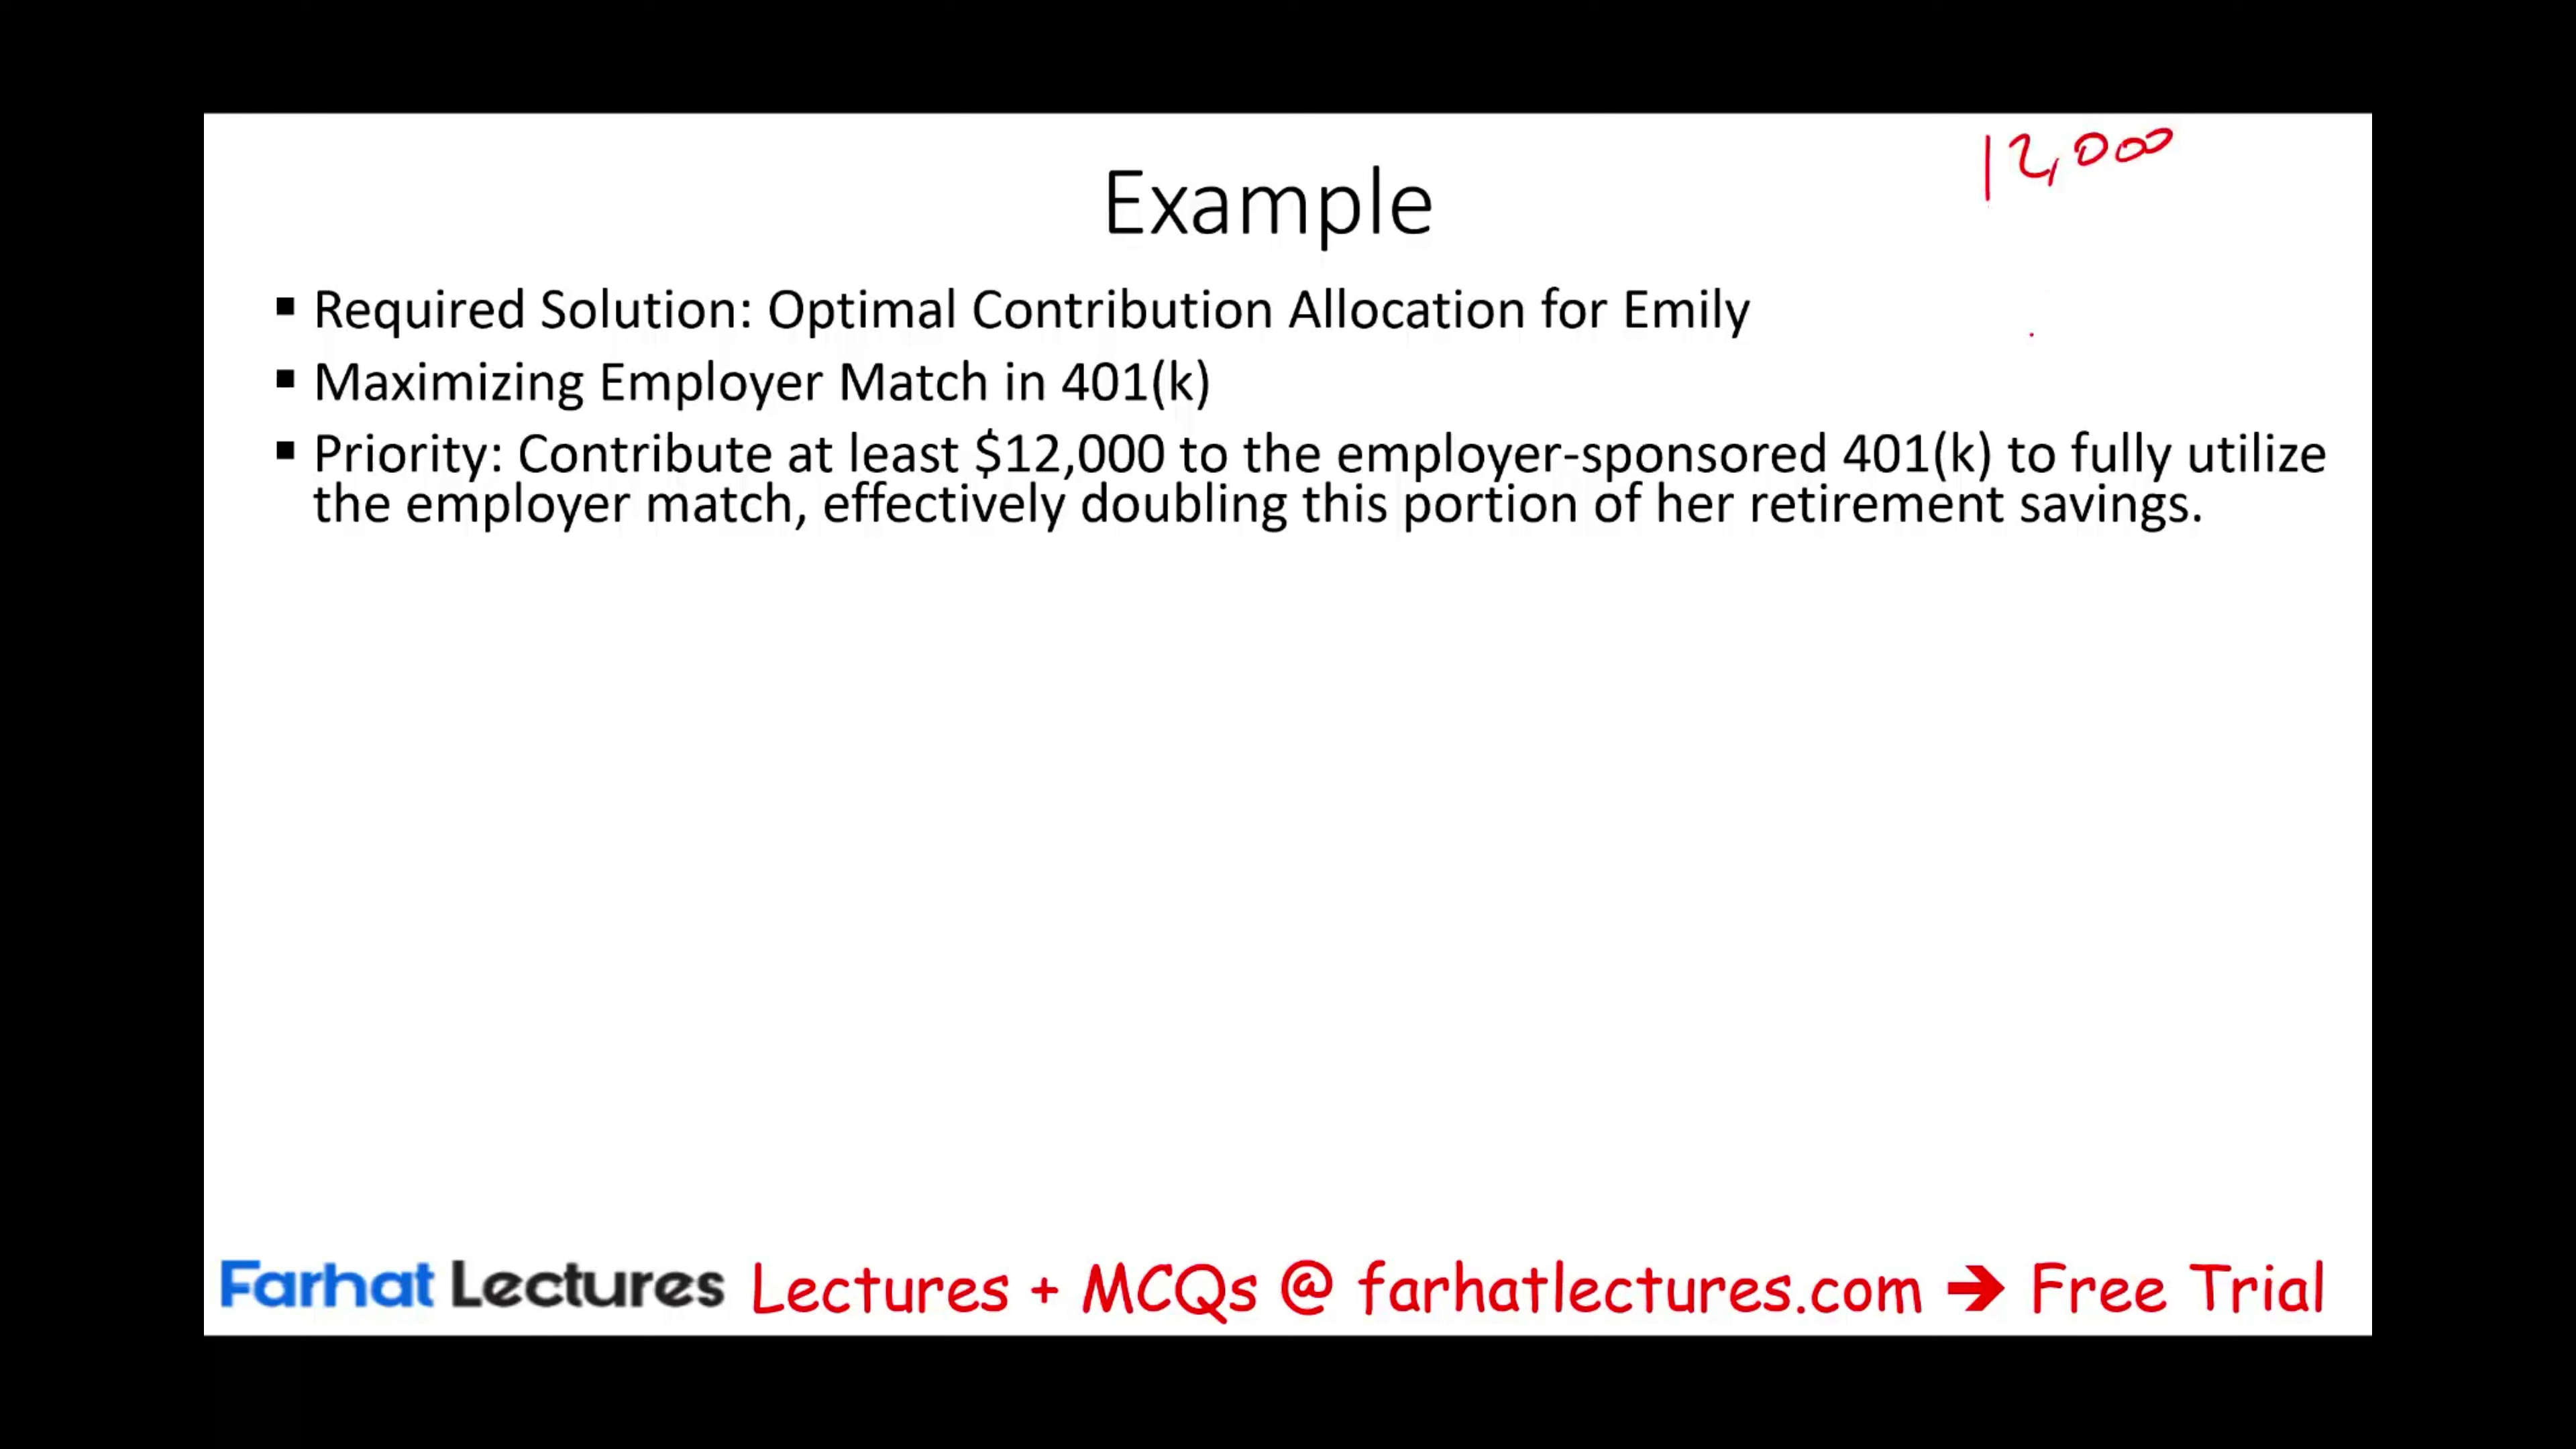 12,000
Example
▪ Required Solution: Optimal Contribution Allocation for Emily
▪ Maximizing Employer Match in 401(k)
▪ Priority: Contribute at least $12,000 to the employer-sponsored 401(k) to fully utilize
the employer match, effectively doubling this portion of her retirement savings.
Farhat Lectures Lectures + MCQs @ farhatlectures.com ➔ Free Trial